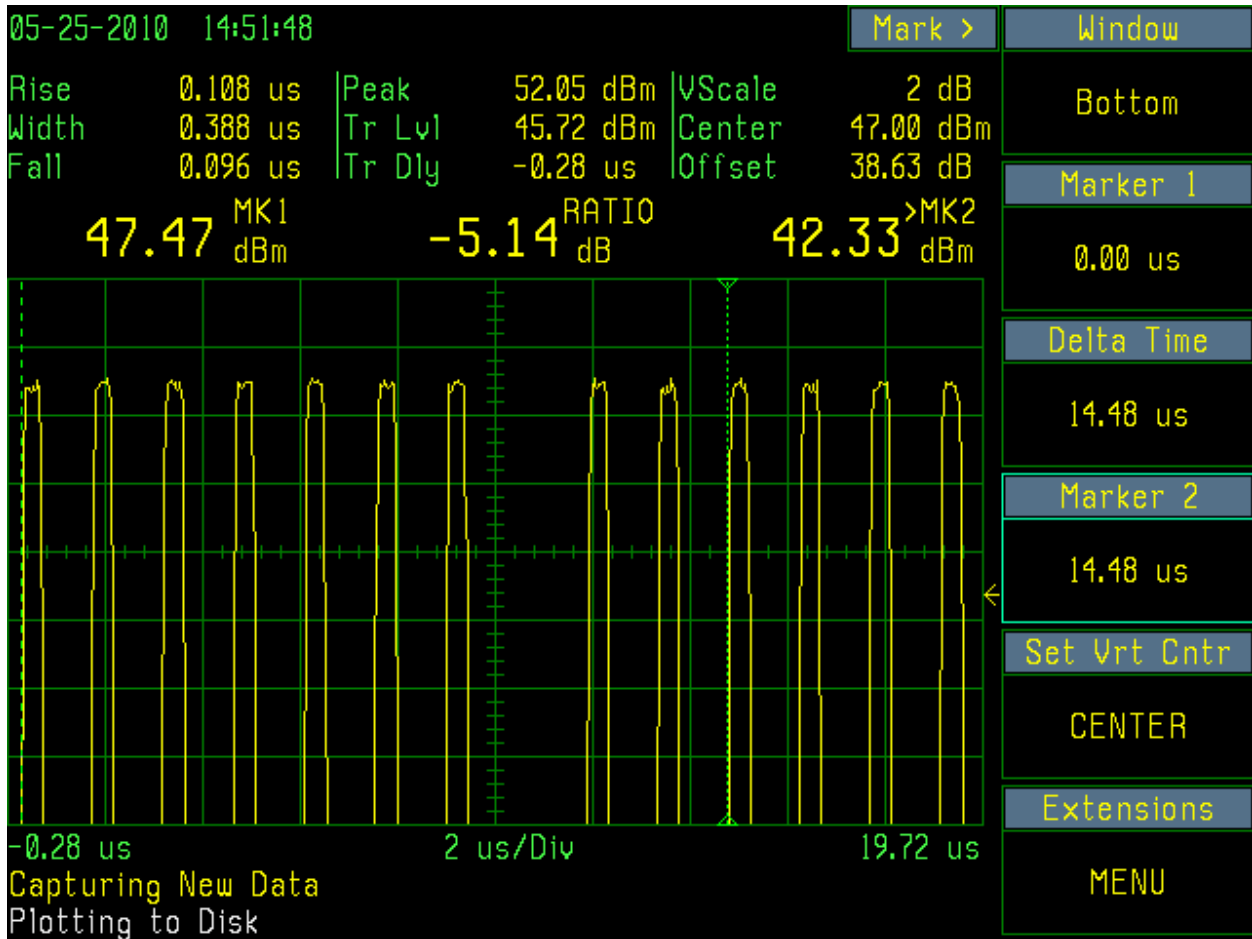 05-25-2010 14:51:48
Mark >
Rise 0.108 us
Width 0.388 us
Fall 0.096 us
Peak 52.05 dBm
Tr Lvl 45.72 dBm
Tr Dly -0.28 us
VScale 2 dB
Center 47.00 dBm
Offset 38.63 dB
47.47 MK1 dBm
-5.14 RATIO dB
42.33 >MK2 dBm
-0.28 us
2 us/Div
19.72 us
Capturing New Data
Plotting to Disk
Window
Bottom
Marker 1
0.00 us
Delta Time
14.48 us
Marker 2
14.48 us
Set Vrt Cntr
CENTER
Extensions
MENU